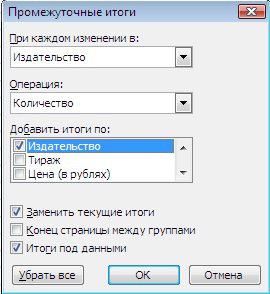 Промежуточные итоги
При каждом изменении в:
Издательство
Операция:
Количество
Добавить итоги по:
Издательство
Тираж
Цена (в рублях)
Заменить текущие итоги
Конец страницы между группами
Итоги под данными
Убрать все ОК Отмена